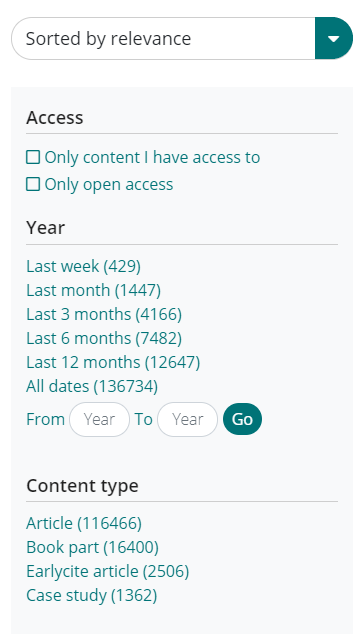 Sorted by relevance
Access
Only content I have access to
Only open access
Year
Last week (429)
Last month (1447)
Last 3 months (4166)
Last 6 months (7482)
Last 12 months (12647)
All dates (136734)
From Year To Year Go
Content type
Article (116466)
Book part (16400)
Earlycite article (2506)
Case study (1362)